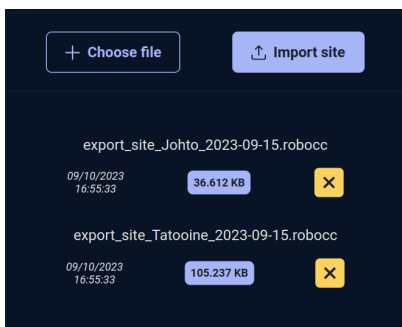 Choose file
Import site
export_site_Johto_2023-09-15.robocc
09/10/2023
16:55:33
36.612 KB
export_site_Tatooine_2023-09-15.robocc
09/10/2023
16:55:33
105.237 KB